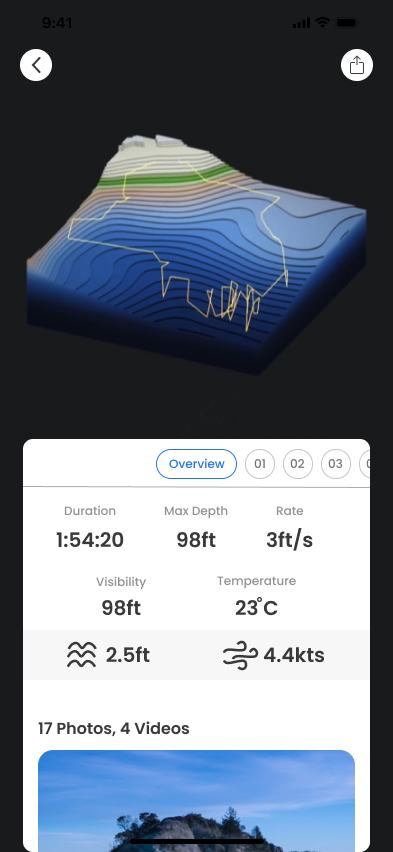 9:41
Overview 01 02 03
Duration Max Depth Rate
1:54:20 98ft 3ft/s
Visibility Temperature
98ft 23°C
2.5ft 4.4kts
17 Photos, 4 Videos